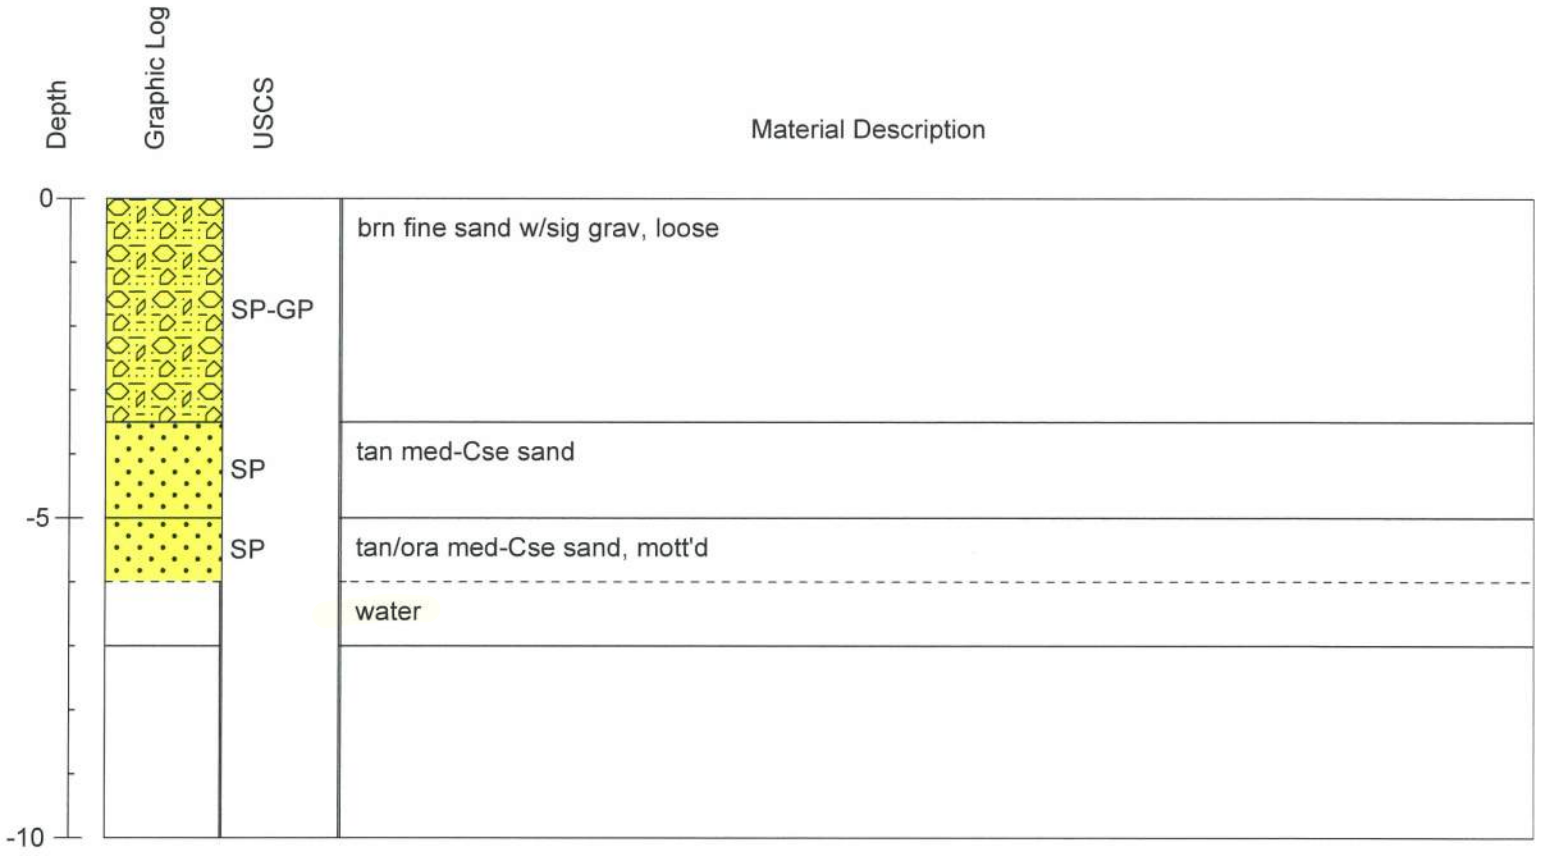 Depth
Graphic Log
USCS
Material Description
0
brn fine sand w/sig grav, loose
SP-GP
tan med-Cse sand
SP
-5
SP
tan/ora med-Cse sand, mott'd
water
-10